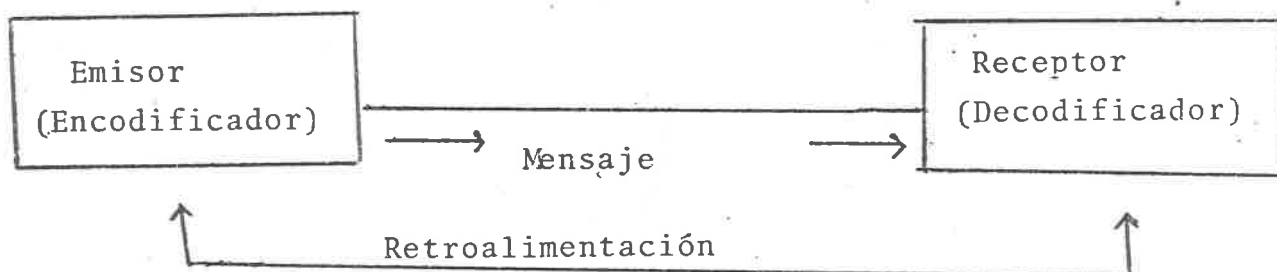 Emisor
(Encodificador)
Receptor
(Decodificador)
Mensaje
Retroalimentación